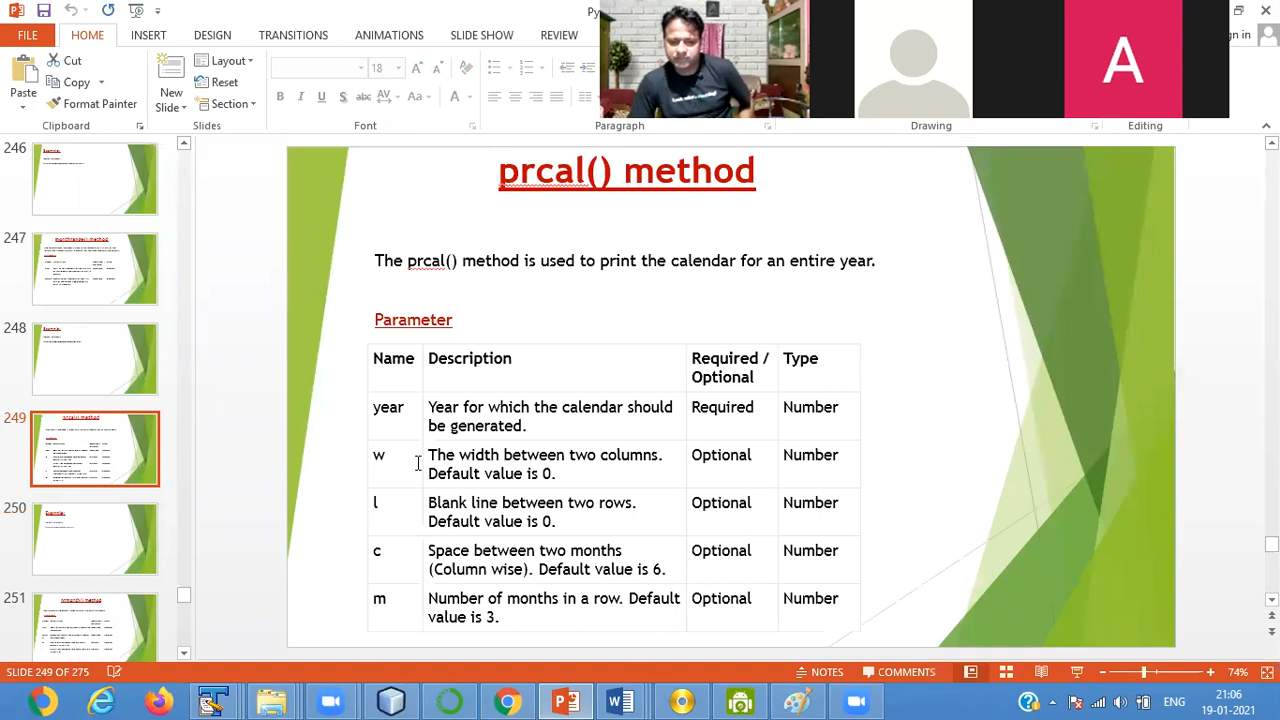 Py
FILE
HOME
INSERT
DESIGN
TRANSITIONS
ANIMATIONS
SLIDE SHOW
REVIEW
in
Paste
Cut
Copy
Format Painter
New
Slide
Layout
Reset
Section
18
B I U S abc AV Aa A
Clipboard
Slides
Font
Paragraph
Drawing
Editing
A
246
247
248
249
250
251
prcal() method
The prcal() method is used to print the calendar for an entire year.
Parameter
Name Description Required / Optional Type
year Year for which the calendar should be generated. Required Number
w The width between two columns. Default value is 0. Optional Number
l Blank line between two rows. Default value is 0. Optional Number
c Space between two months (Column wise). Default value is 6. Optional Number
m Number of months in a row. Default value is 3. Optional Number
SLIDE 249 OF 275
NOTES
COMMENTS
74%
ENG
21:06
19-01-2021